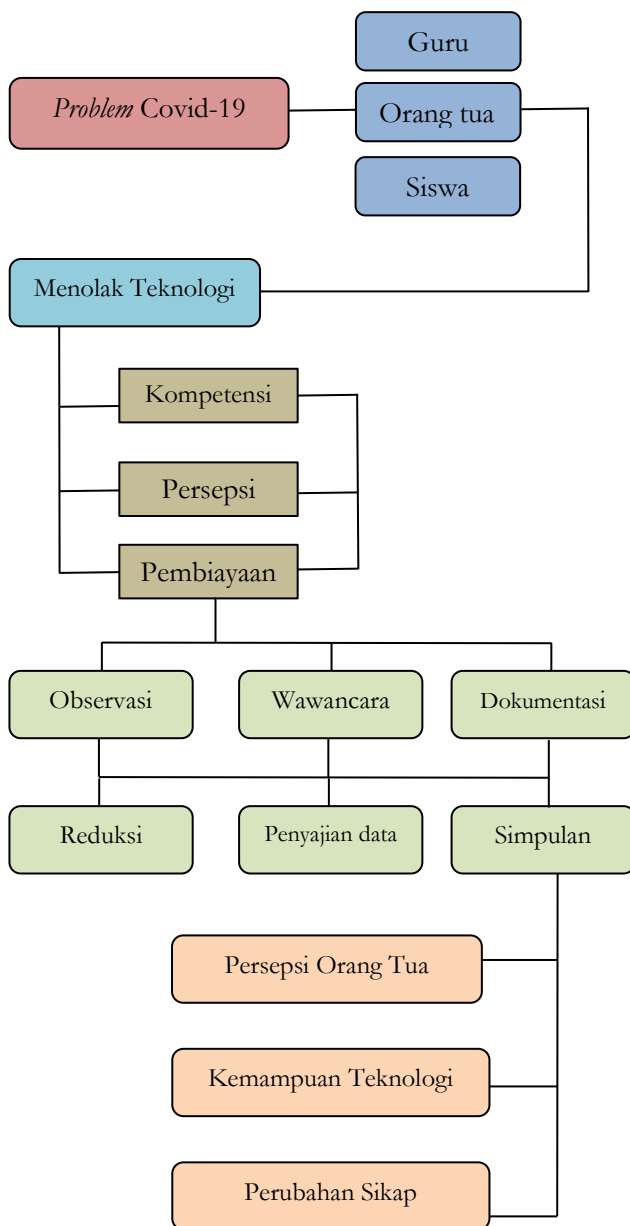 Guru
Problem Covid-19
Orang tua
Siswa
Menolak Teknologi
Kompetensi
Persepsi
Pembiayaan
Observasi
Wawancara
Dokumentasi
Reduksi
Penyajian data
Simpulan
Persepsi Orang Tua
Kemampuan Teknologi
Perubahan Sikap